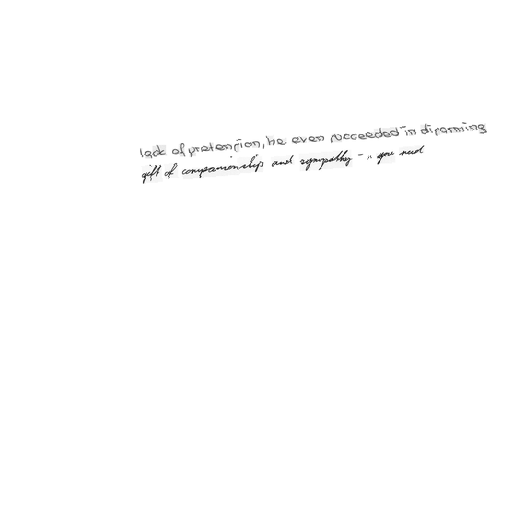 lack of pretension, he even succeeded in disarming
gift of companionship and sympathy - " you need